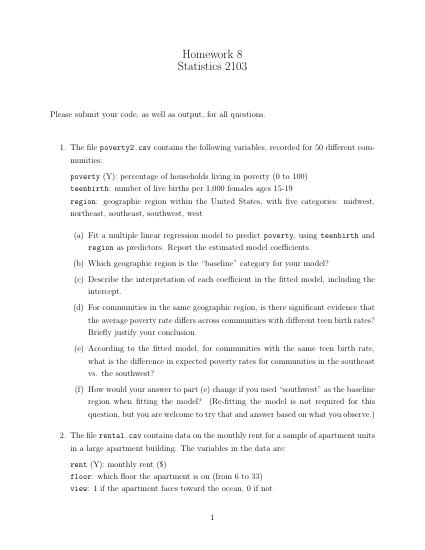 Homework 8
Statistics 2103
Please submit your code, as well as output, for all questions.
1. The file poverty2.csv contains the following variables, recorded for 50 different com-
munities:
poverty (Y): percentage of households living in poverty (0 to 100)
teenbirth: number of live births per 1,000 females ages 15-19
region: geographic region within the United States, with five categories: midwest,
northeast, southeast, southwest, west
(a) Fit a multiple linear regression model to predict poverty, using teenbirth and
region as predictors. Report the estimated model coefficients.
(b) Which geographic region is the “baseline” category for your model?
(c) Describe the interpretation of each coefficient in the fitted model, including the
intercept.
(d) For communities in the same geographic region, is there significant evidence that
the average poverty rate differs across communities with different teen birth rates?
Briefly justify your conclusion.
(e) According to the fitted model, for communities with the same teen birth rate,
what is the difference in expected poverty rates for communities in the southeast
vs. the southwest?
(f) How would your answer to part (e) change if you used “southwest” as the baseline
region when fitting the model? (Re-fitting the model is not required for this
question, but you are welcome to try that and answer based on what you observe.)
2. The file rental.csv contains data on the monthly rent for a sample of apartment units
in a large apartment building. The variables in the data are:
rent (Y): monthly rent ($)
floor: which floor the apartment is on (from 6 to 33)
view: 1 if the apartment faces toward the ocean, 0 if not
1